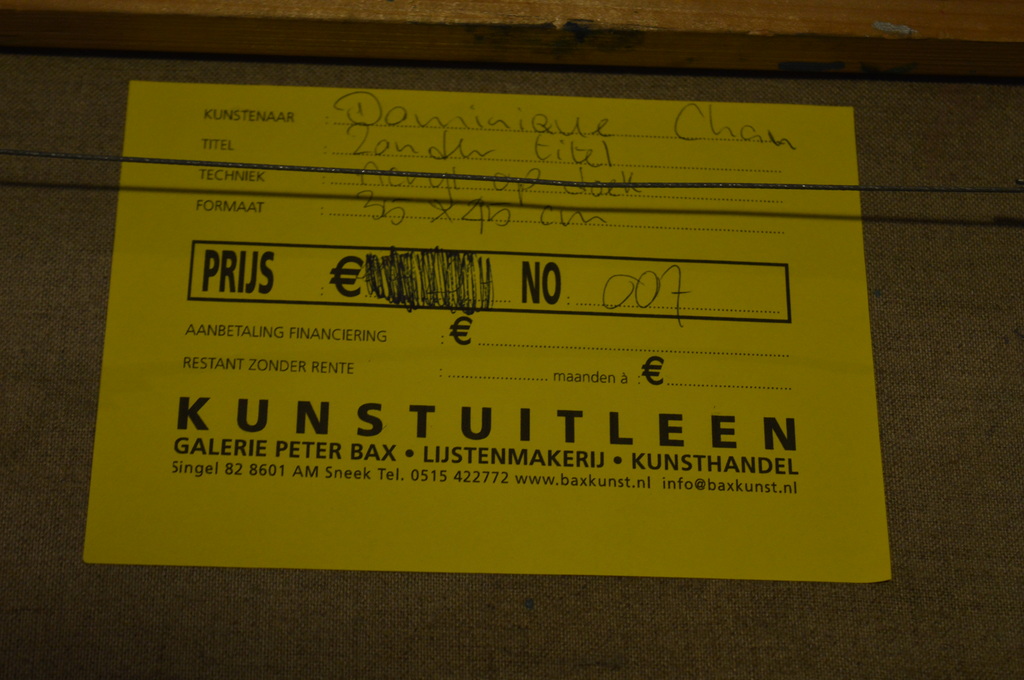 KUNSTENAAR : Dominique Chan
TITEL : Zonder titel
TECHNIEK : Acryl op doek
FORMAAT : 35 x 45 cm
PRIJS : € NO : 007
AANBETALING FINANCIERING : €
RESTANT ZONDER RENTE : maanden à : €
KUNSTUITLEEN
GALERIE PETER BAX • LIJSTENMAKERIJ • KUNSTHANDEL
Singel 82 8601 AM Sneek Tel. 0515 422772 www.baxkunst.nl info@baxkunst.nl